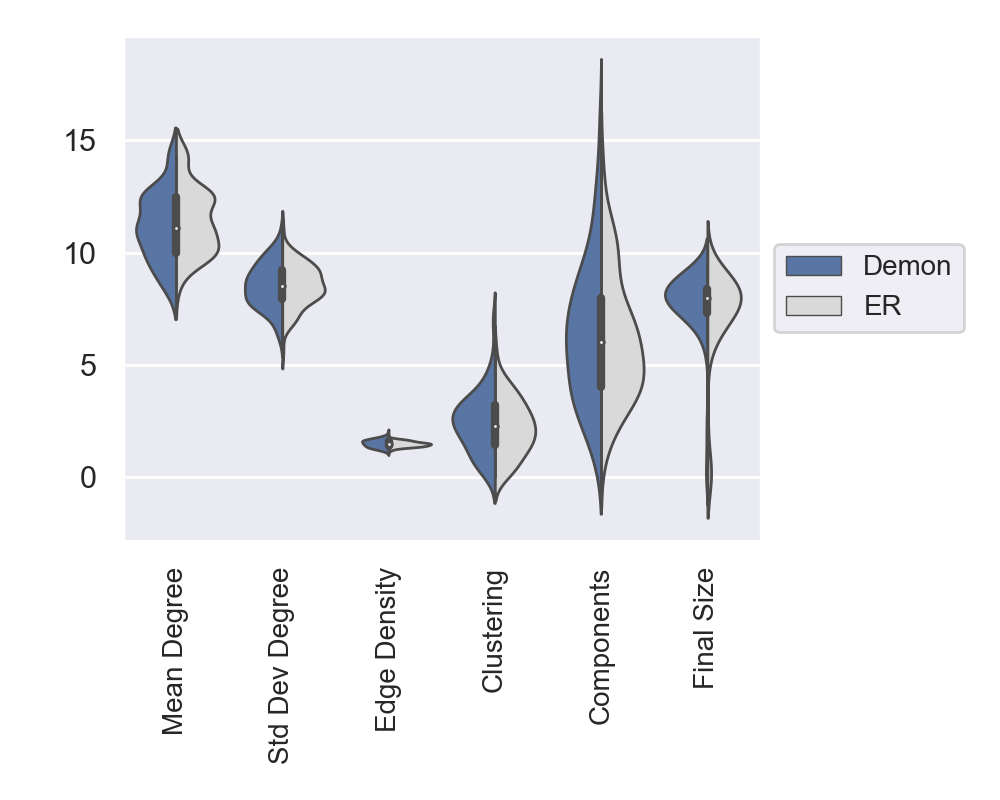 15
10
5
0
Demon
ER
Mean Degree
Std Dev Degree
Edge Density
Clustering
Components
Final Size